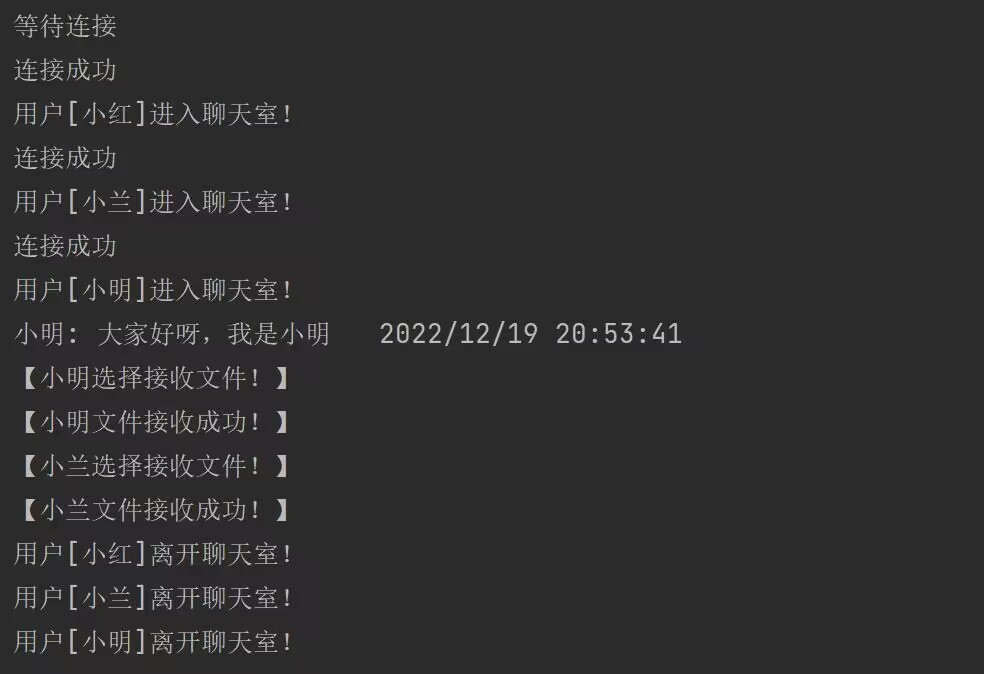 等待连接
连接成功
用户[小红]进入聊天室!
连接成功
用户[小兰]进入聊天室!
连接成功
用户[小明]进入聊天室!
小明: 大家好呀，我是小明   2022/12/19 20:53:41
【小明选择接收文件！】
【小明文件接收成功！】
【小兰选择接收文件！】
【小兰文件接收成功！】
用户[小红]离开聊天室!
用户[小兰]离开聊天室!
用户[小明]离开聊天室!